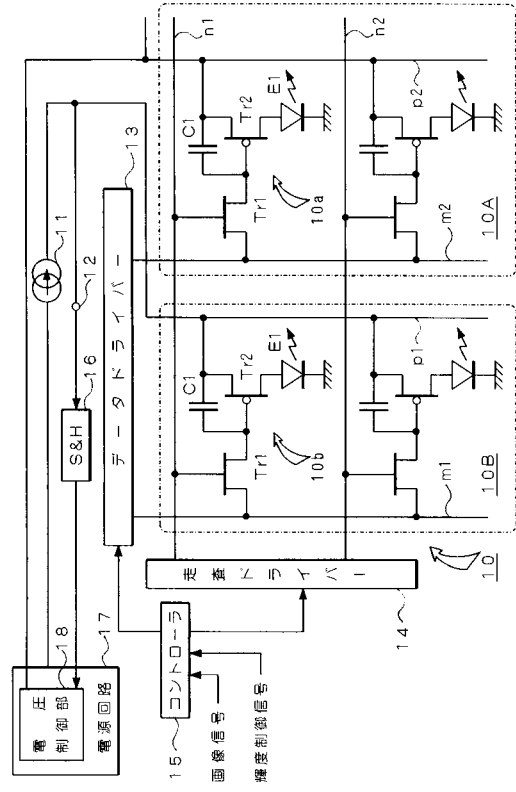 電圧
制御部
18
17
電源回路
S&H
16
12
11
データドライバー
13
15
コントローラ
画像信号
輝度制御信号
走査ドライバー
14
10
n1
n2
C1
Tr1
Tr2
E1
10b
p1
m1
10B
C1
Tr1
Tr2
E1
10a
p2
m2
10A